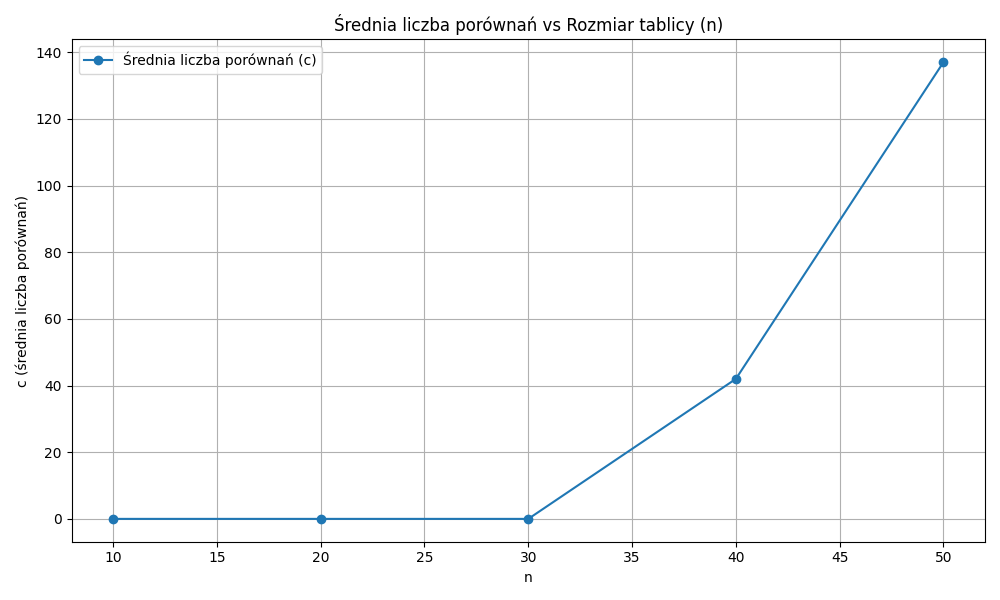 Średnia liczba porównań vs Rozmiar tablicy (n)
Średnia liczba porównań (c)
140
120
100
80
60
40
20
0
c (średnia liczba porównań)
10 15 20 25 30 35 40 45 50
n